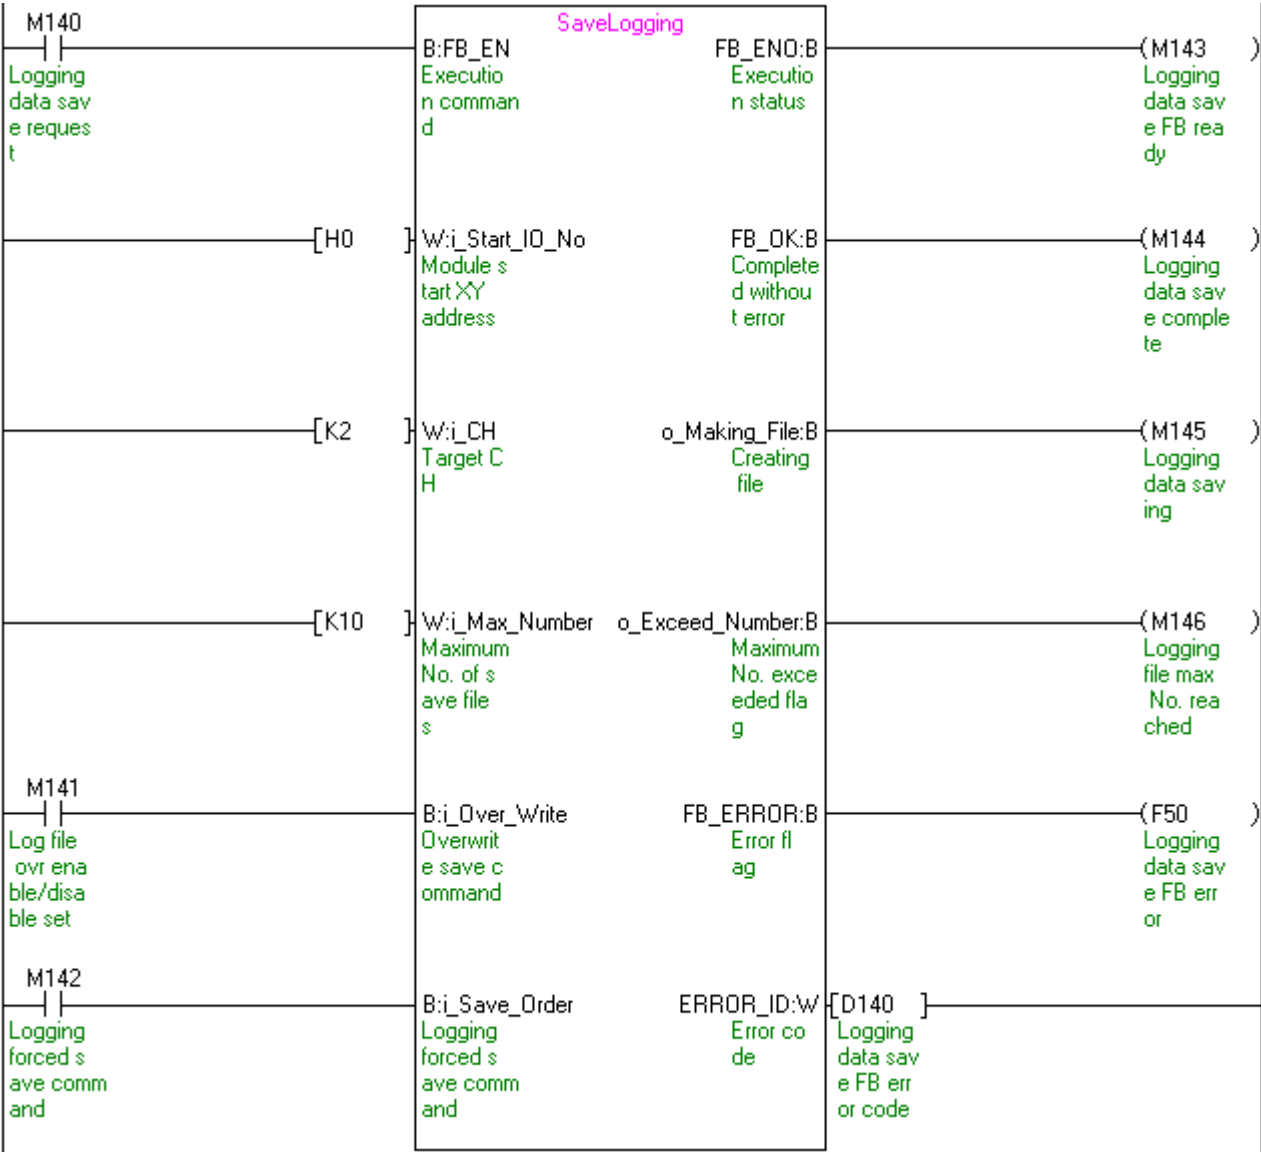 M140
SaveLogging
B:FB_EN
FB_ENO:B
(M143 )
Logging
data sav
e reques
t
Executio
n comman
d
Executio
n status
Logging
data sav
e FB rea
dy
[H0 ]
W:i_Start_IO_No
FB_OK:B
(M144 )
Module s
tart XY
address
Complete
d withou
t error
Logging
data sav
e comple
te
[K2 ]
W:i_CH
o_Making_File:B
(M145 )
Target C
H
Creating
file
Logging
data sav
ing
[K10 ]
W:i_Max_Number
o_Exceed_Number:B
(M146 )
Maximum
No. of s
ave file
s
Maximum
No. exce
eded fla
g
Logging
file max
No. rea
ched
M141
B:i_Over_Write
FB_ERROR:B
(F50 )
Log file
ovr ena
ble/disa
ble set
Overwrit
e save c
ommand
Error fl
ag
Logging
data sav
e FB err
or
M142
B:i_Save_Order
ERROR_ID:W
[D140 ]
Logging
forced s
ave comm
and
Logging
forced s
ave comm
and
Error co
de
Logging
data sav
e FB err
or code